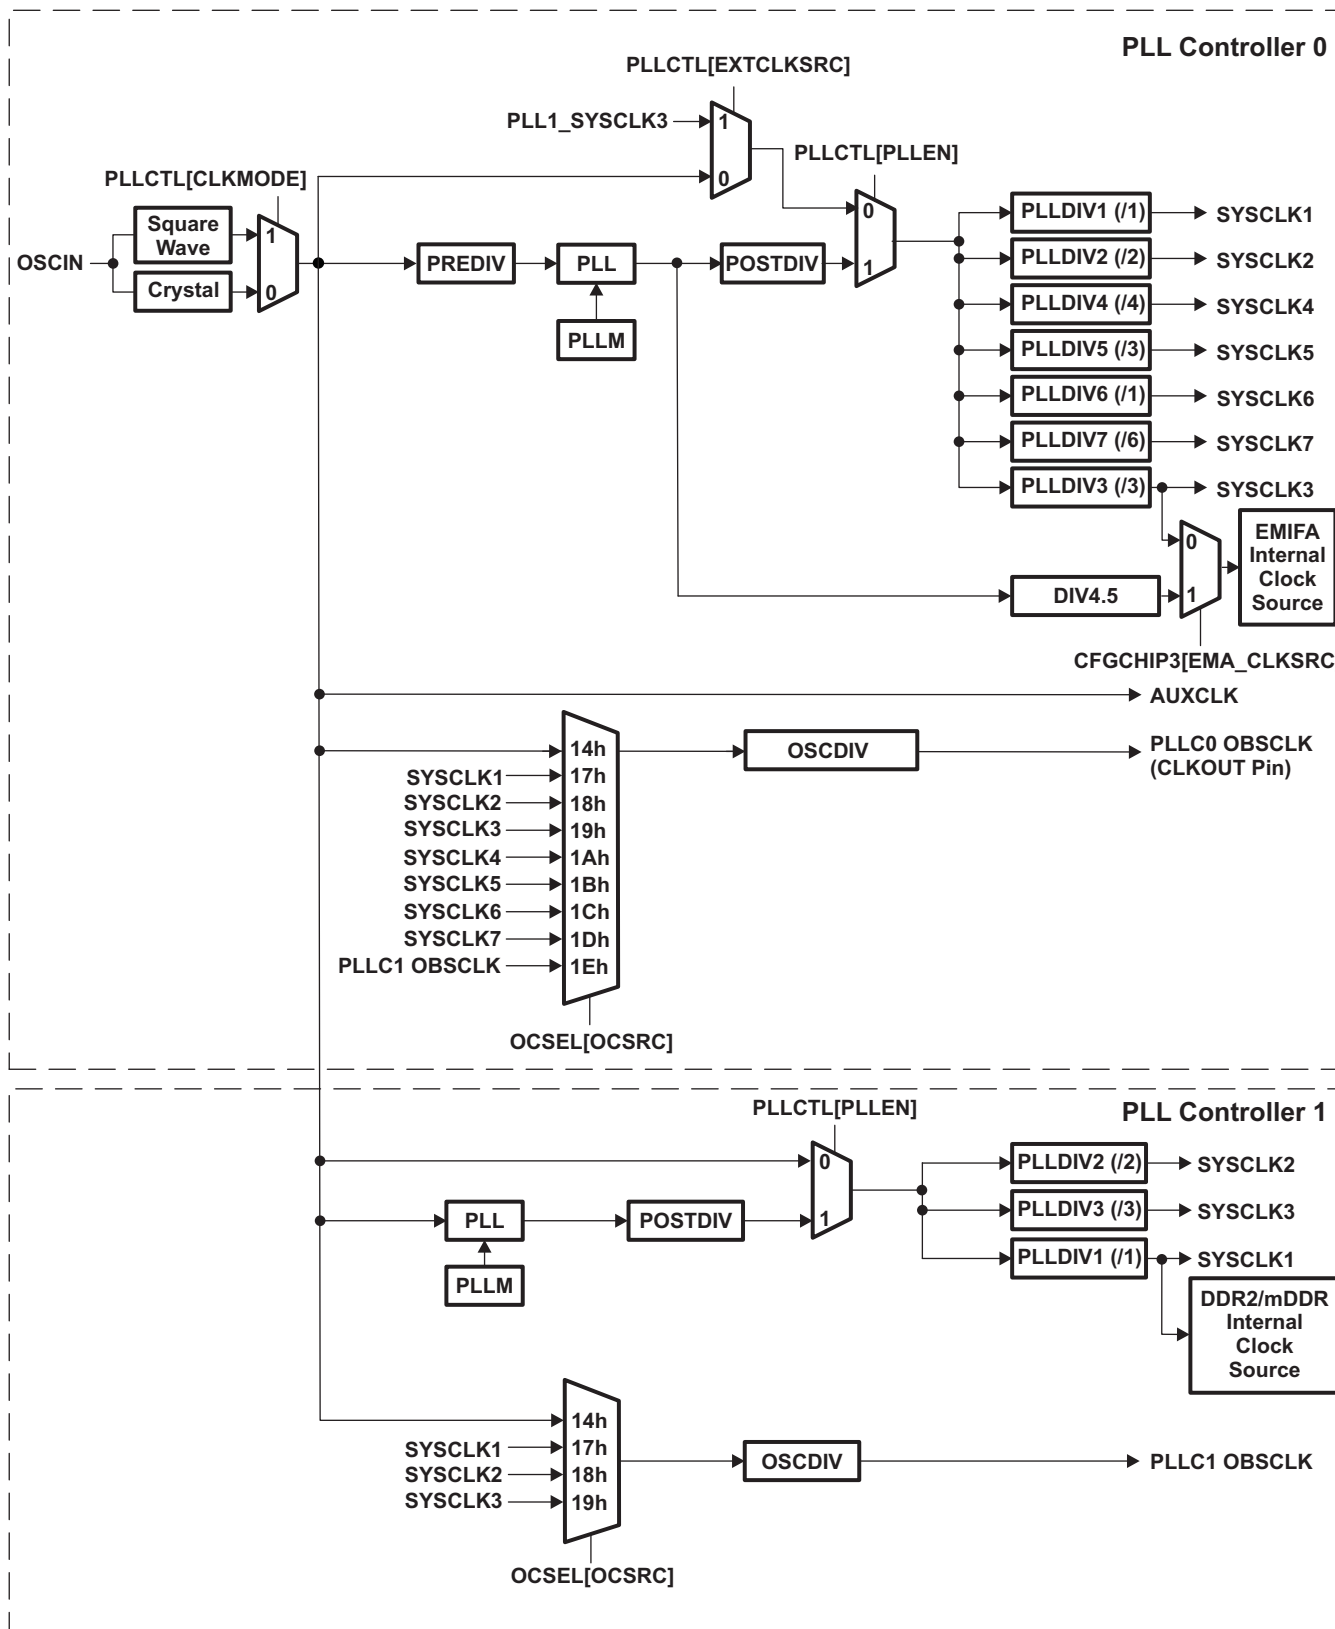 PLL Controller 0
PLLCTL[EXTCLKSRC]
PLL1_SYSCLK3
1
0
PLLCTL[PLLEN]
0
1
PLLCTL[CLKMODE]
OSCIN
Square
Wave
Crystal
1
0
PREDIV
PLL
PLLM
POSTDIV
PLLDIV1 (/1)
SYSCLK1
PLLDIV2 (/2)
SYSCLK2
PLLDIV4 (/4)
SYSCLK4
PLLDIV5 (/3)
SYSCLK5
PLLDIV6 (/1)
SYSCLK6
PLLDIV7 (/6)
SYSCLK7
PLLDIV3 (/3)
SYSCLK3
DIV4.5
0
1
EMIFA
Internal
Clock
Source
CFGCHIP3[EMA_CLKSRC
AUXCLK
14h
SYSCLK1 17h
SYSCLK2 18h
SYSCLK3 19h
SYSCLK4 1Ah
SYSCLK5 1Bh
SYSCLK6 1Ch
SYSCLK7 1Dh
PLLC1 OBSCLK 1Eh
OCSEL[OCSRC]
OSCDIV
PLLC0 OBSCLK
(CLKOUT Pin)
PLL Controller 1
PLLCTL[PLLEN]
0
1
PLL
PLLM
POSTDIV
PLLDIV2 (/2)
SYSCLK2
PLLDIV3 (/3)
SYSCLK3
PLLDIV1 (/1)
SYSCLK1
DDR2/mDDR
Internal
Clock
Source
14h
SYSCLK1 17h
SYSCLK2 18h
SYSCLK3 19h
OCSEL[OCSRC]
OSCDIV
PLLC1 OBSCLK